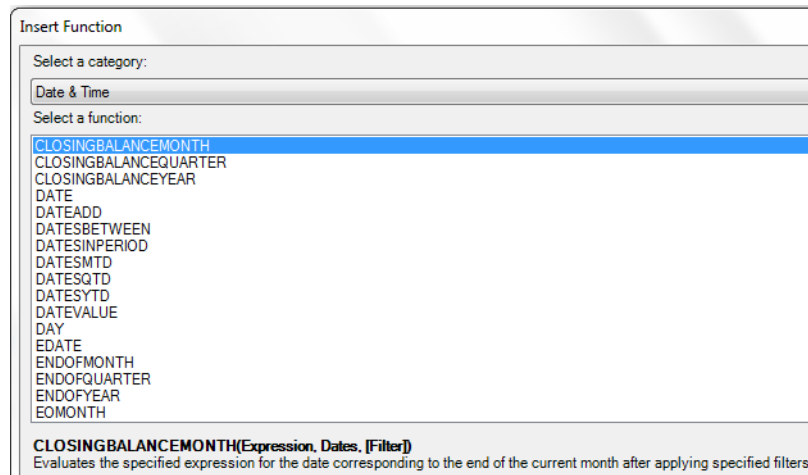 Insert Function
Select a category:
Date & Time
Select a function:
CLOSINGBALANCEMONTH
CLOSINGBALANCEQUARTER
CLOSINGBALANCEYEAR
DATE
DATEADD
DATESBETWEEN
DATESINPERIOD
DATESMTD
DATESQTD
DATESYTD
DATEVALUE
DAY
EDATE
ENDOFMONTH
ENDOFQUARTER
ENDOFYEAR
EOMONTH
CLOSINGBALANCEMONTH(Expression, Dates, [Filter])
Evaluates the specified expression for the date corresponding to the end of the current month after applying specified filters